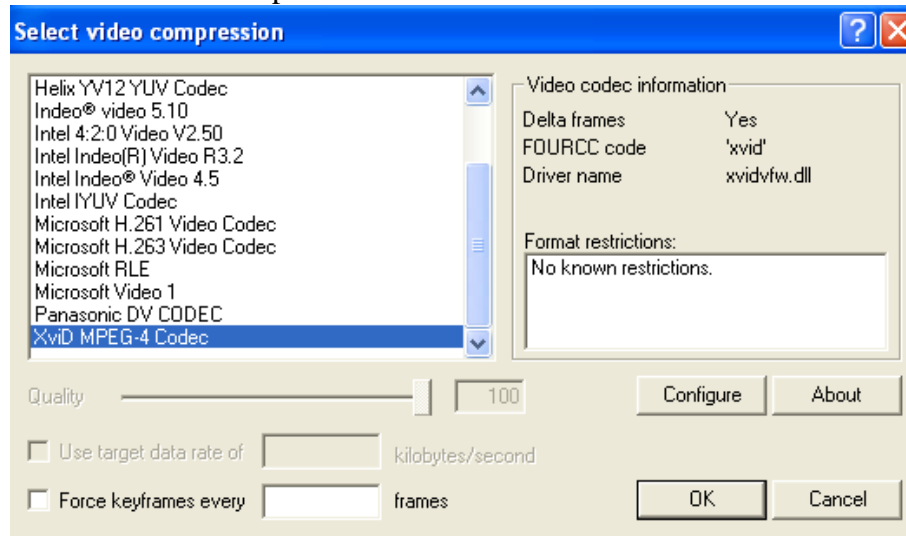 Select video compression
Helix YV12 YUV Codec
Indeo® video 5.10
Intel 4:2:0 Video V2.50
Intel Indeo(R) Video R3.2
Intel Indeo® Video 4.5
Intel IYUV Codec
Microsoft H.261 Video Codec
Microsoft H.263 Video Codec
Microsoft RLE
Microsoft Video 1
Panasonic DV CODEC
XviD MPEG-4 Codec
Video codec information
Delta frames Yes
FOURCC code 'xvid'
Driver name xvidvfw.dll
Format restrictions:
No known restrictions.
Quality 100
Configure About
Use target data rate of kilobytes/second
Force keyframes every frames
OK Cancel